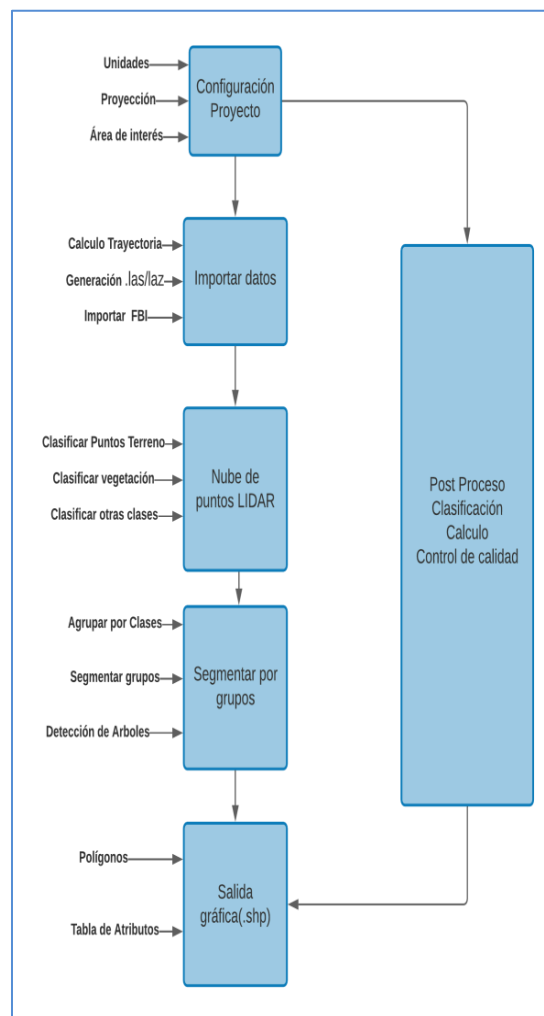 Unidades
Proyección
Área de interés
Configuración
Proyecto
Calculo Trayectoria
Generación .las/laz
Importar FBI
Importar datos
Clasificar Puntos Terreno
Clasificar vegetación
Clasificar otras clases
Nube de
puntos LIDAR
Post Proceso
Clasificación
Calculo
Control de calidad
Agrupar por Clases
Segmentar grupos
Detección de Arboles
Segmentar por
grupos
Polígonos
Tabla de Atributos
Salida
gráfica(.shp)